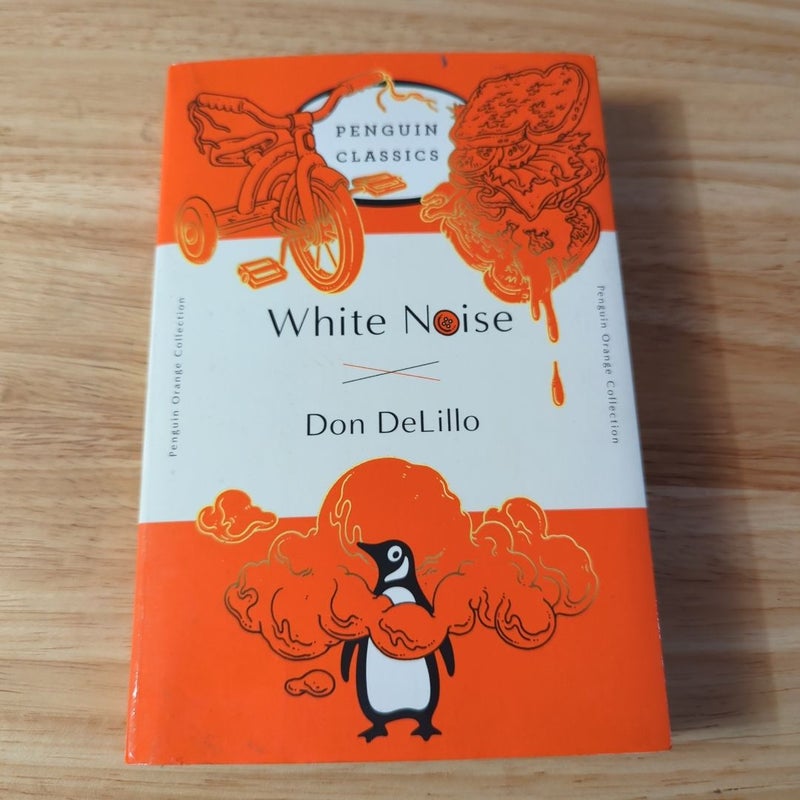 PENGUIN
CLASSICS
White Noise
Don DeLillo
Penguin Orange Collection
Penguin Orange Collection